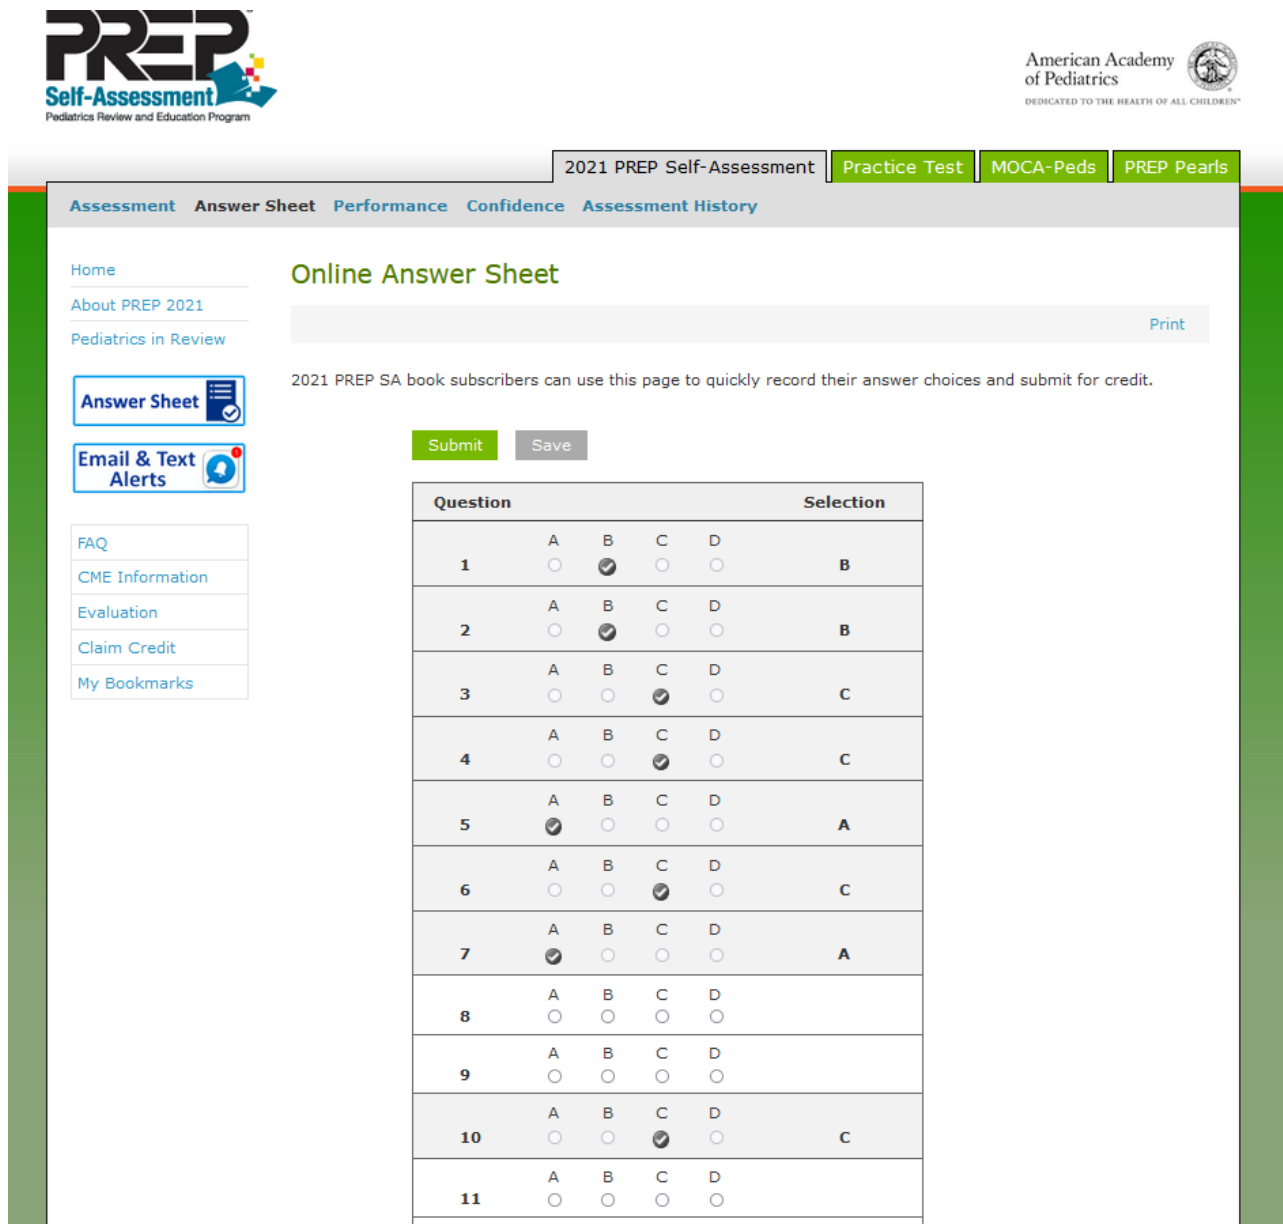 PREP
Self-Assessment
Pediatrics Review and Education Program
American Academy
of Pediatrics
DEDICATED TO THE HEALTH OF ALL CHILDREN®
2021 PREP Self-Assessment Practice Test MOCA-Peds PREP Pearls
Assessment Answer Sheet Performance Confidence Assessment History
Home
About PREP 2021
Pediatrics in Review
Answer Sheet
Email & Text
Alerts
FAQ
CME Information
Evaluation
Claim Credit
My Bookmarks
Online Answer Sheet
Print
2021 PREP SA book subscribers can use this page to quickly record their answer choices and submit for credit.
Submit Save
Question Selection
A B C D
1 B
A B C D
2 B
A B C D
3 C
A B C D
4 C
A B C D
5 A
A B C D
6 C
A B C D
7 A
A B C D
8
A B C D
9
A B C D
10 C
A B C D
11